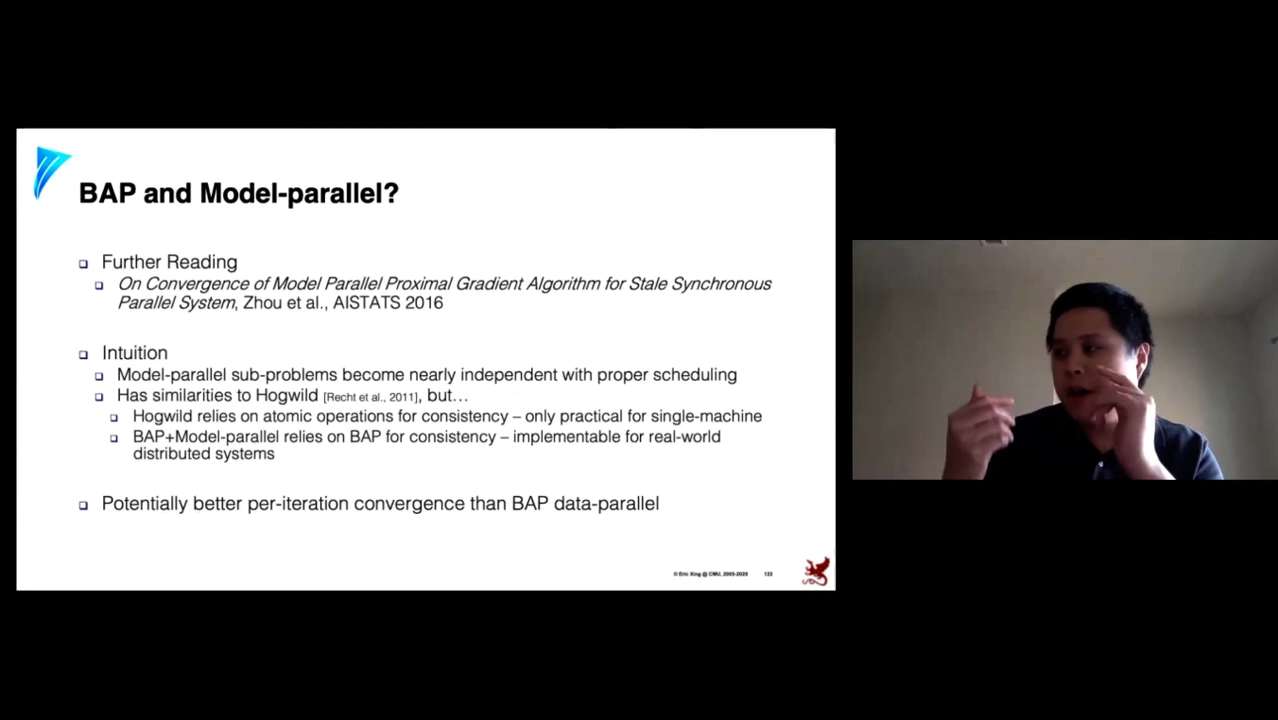 BAP and Model-parallel?
Further Reading
On Convergence of Model Parallel Proximal Gradient Algorithm for Stale Synchronous
Parallel System, Zhou et al., AISTATS 2016
Intuition
Model-parallel sub-problems become nearly independent with proper scheduling
Has similarities to Hogwild [Recht et al., 2011], but…
Hogwild relies on atomic operations for consistency – only practical for single-machine
BAP+Model-parallel relies on BAP for consistency – implementable for real-world
distributed systems
Potentially better per-iteration convergence than BAP data-parallel
© Eric Xing @ CMU, 2005-2020 122